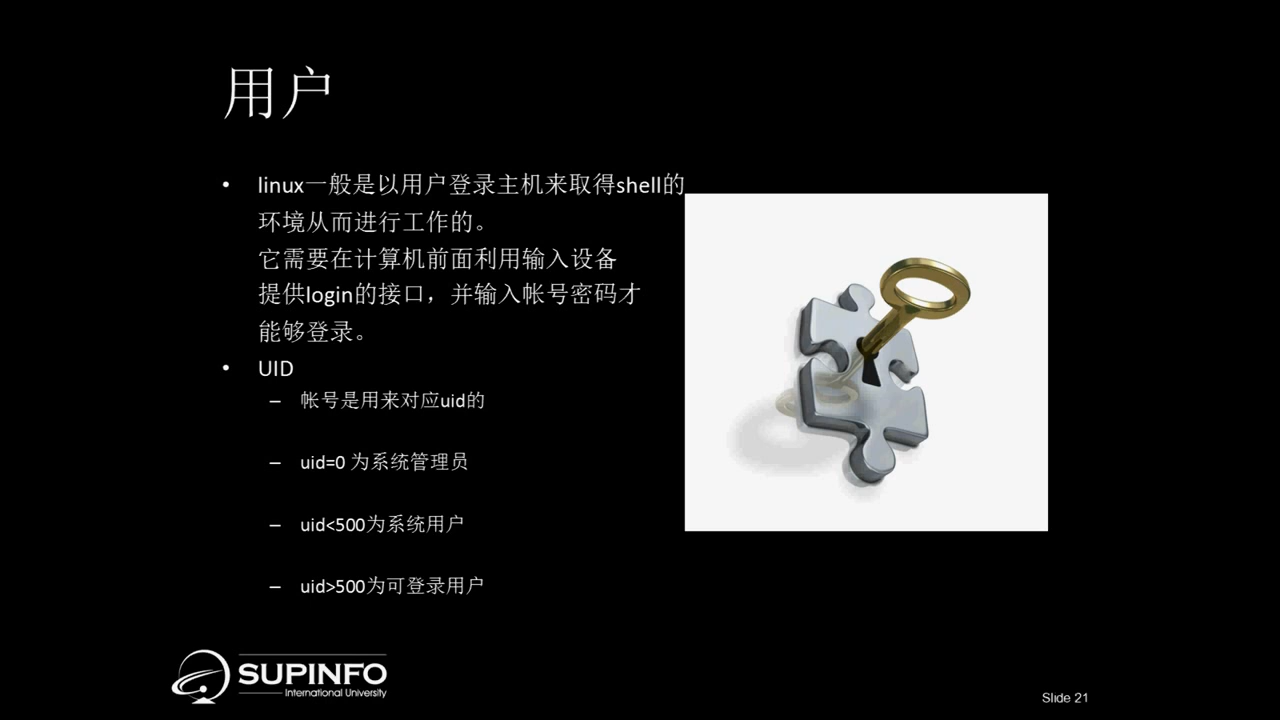 用户
• linux一般是以用户登录主机来取得shell的
环境从而进行工作的。
它需要在计算机前面利用输入设备
提供login的接口，并输入帐号密码才
能够登录。
• UID
– 帐号是用来对应uid的
– uid=0 为系统管理员
– uid<500为系统用户
– uid>500为可登录用户
SUPINFO
International University
Slide 21